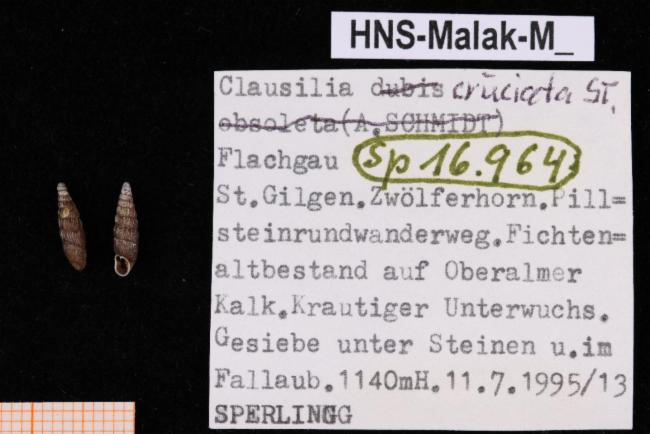 HNS-Malak-M_
Clausilia dubis cruciata St.
obsoleta(A.SCHMIDT)
Flachgau Sp 16.964
St.Gilgen.Zwölferhorn.Pill=
steinrundwanderweg.Fichten=
altbestand auf Oberalmer
Kalk.Krautiger Unterwuchs.
Gesiebe unter Steinen u.im
Fallaub.1140mH.11.7.1995/13
SPERLINGG